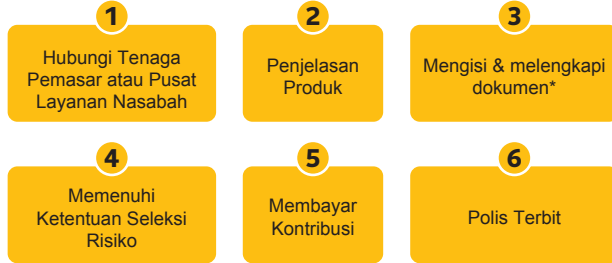 1
Hubungi Tenaga
Pemasar atau Pusat
Layanan Nasabah
2
Penjelasan
Produk
3
Mengisi & melengkapi
dokumen*
4
Memenuhi
Ketentuan Seleksi
Risiko
5
Membayar
Kontribusi
6
Polis Terbit